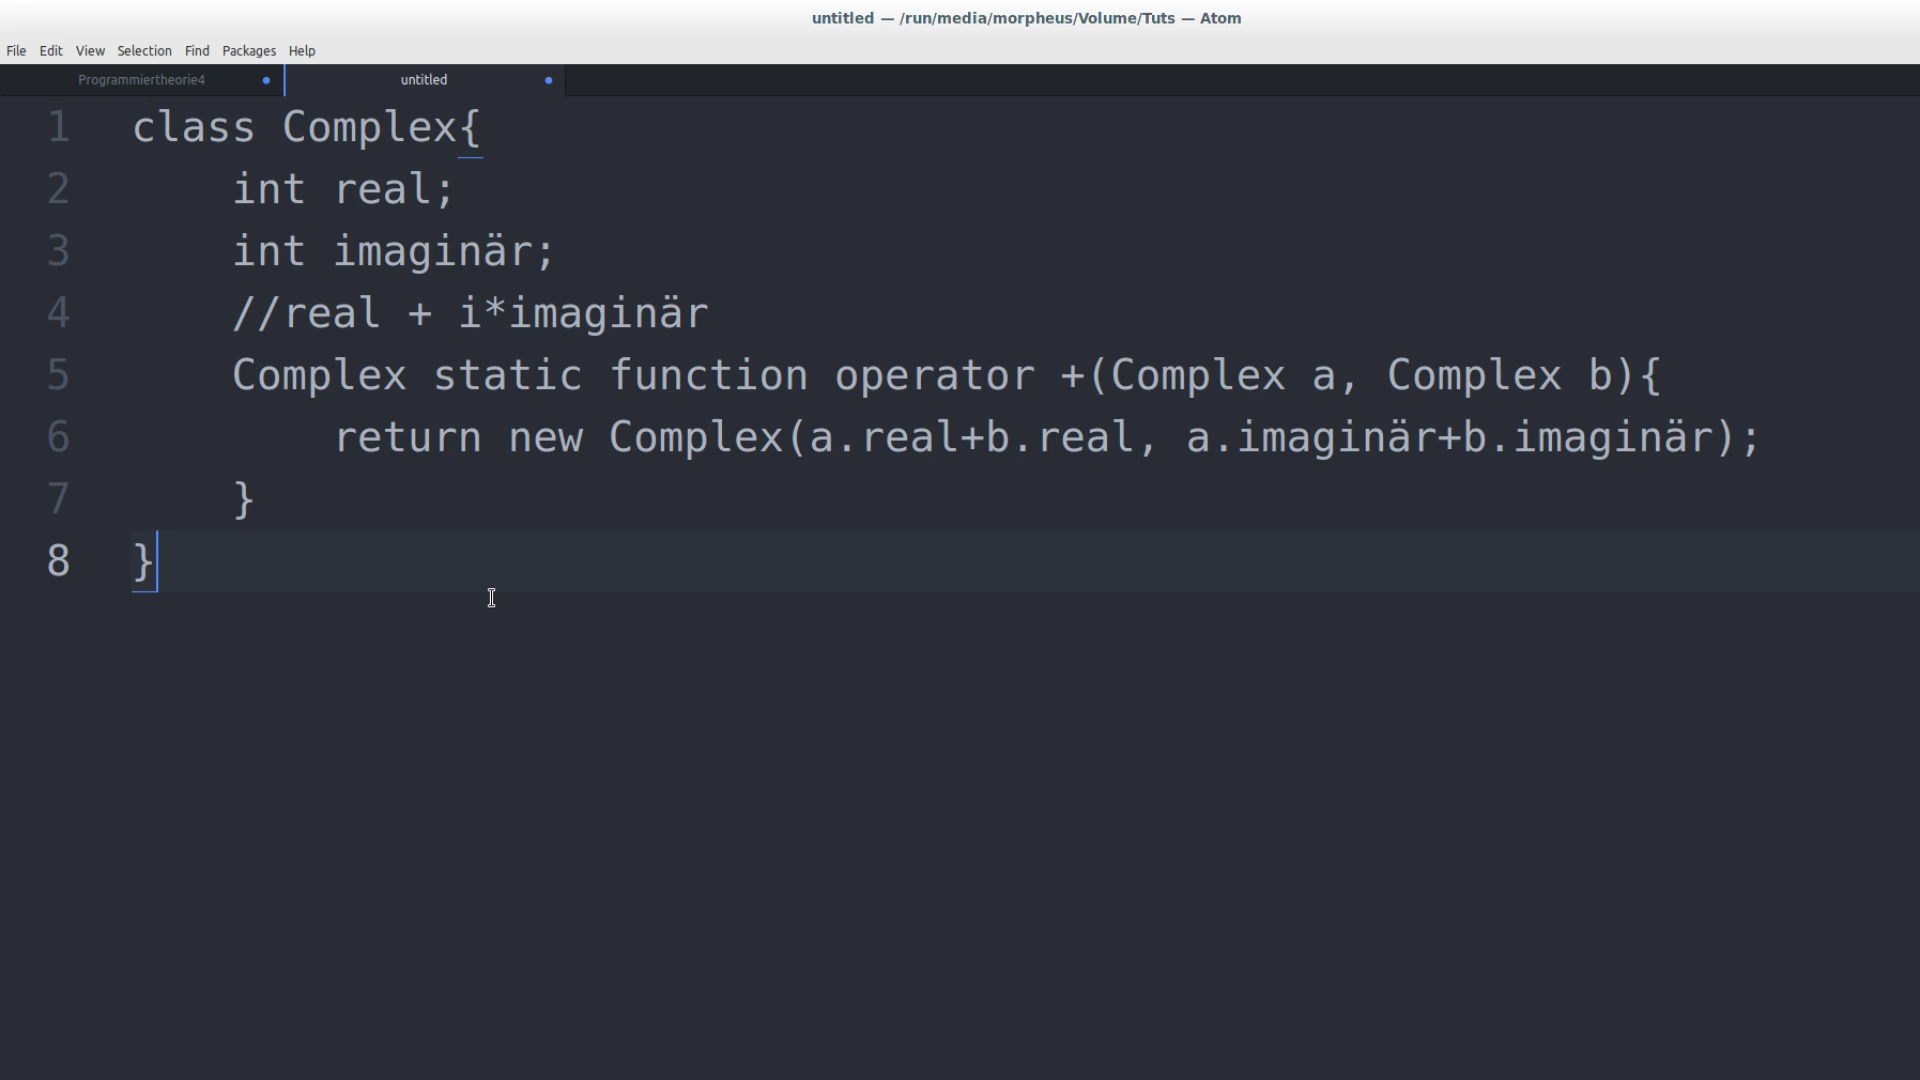 untitled — /run/media/morpheus/Volume/Tuts — Atom
File Edit View Selection Find Packages Help
Programmiertheorie4 untitled
1 class Complex{
2 int real;
3 int imaginär;
4 //real + i*imaginär
5 Complex static function operator +(Complex a, Complex b){
6 return new Complex(a.real+b.real, a.imaginär+b.imaginär);
7 }
8 }